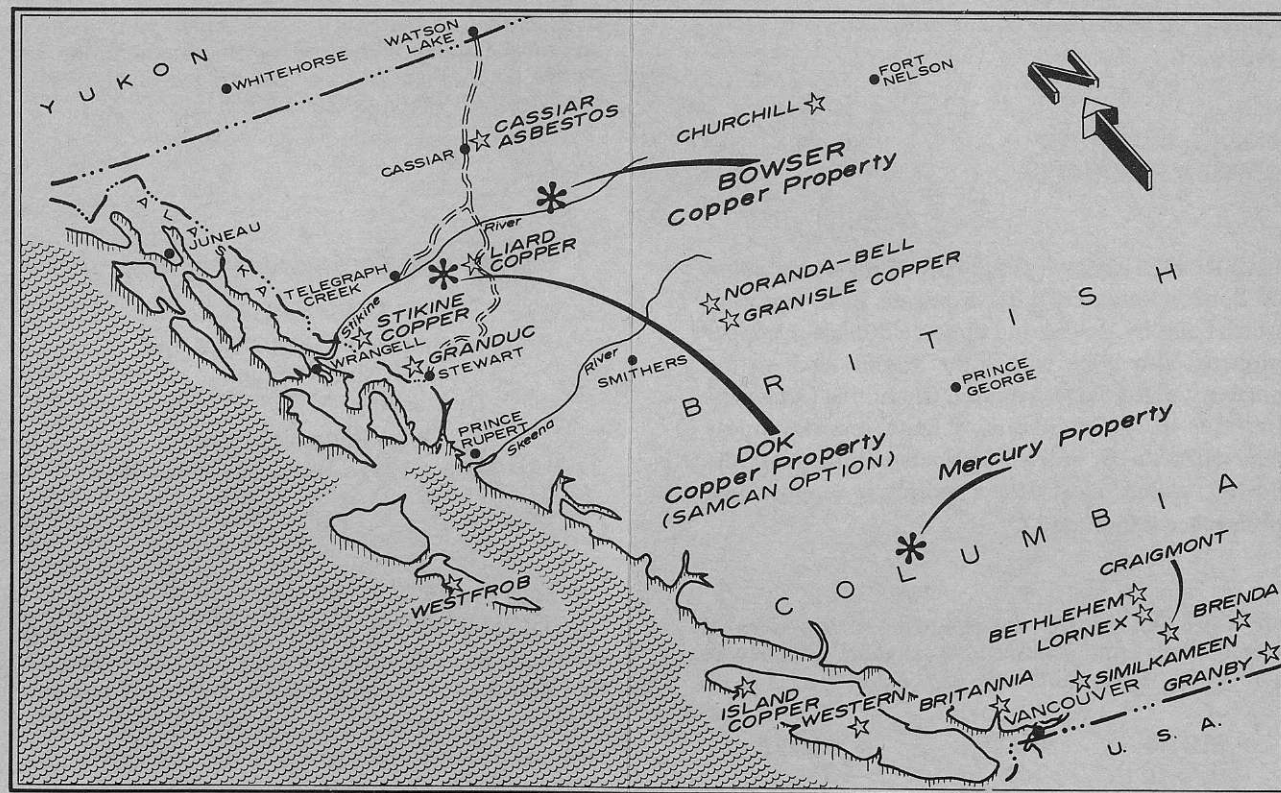 YUKON
WATSON
LAKE
WHITEHORSE
FORT
NELSON
N
CHURCHILL
CASSIAR
ASBESTOS
CASSIAR
BOWSER
Copper Property
ALASKA
JUNEAU
River
LIARD
COPPER
TELEGRAPH
CREEK
Stikine
STIKINE
COPPER
WRANGELL
GRANDUC
STEWART
NORANDA-BELL
GRANISLE COPPER
River
SMITHERS
BRITISH
PRINCE
GEORGE
PRINCE
RUPERT
Skeena
DOK
Copper Property
(SAMCAN OPTION)
Mercury Property
COLUMBIA
WESTFROB
CRAIGMONT
BETHLEHEM
LORNEX
BRENDA
SIMILKAMEEN
GRANBY
ISLAND
COPPER
WESTERN
BRITANNIA
VANCOUVER
U. S. A.